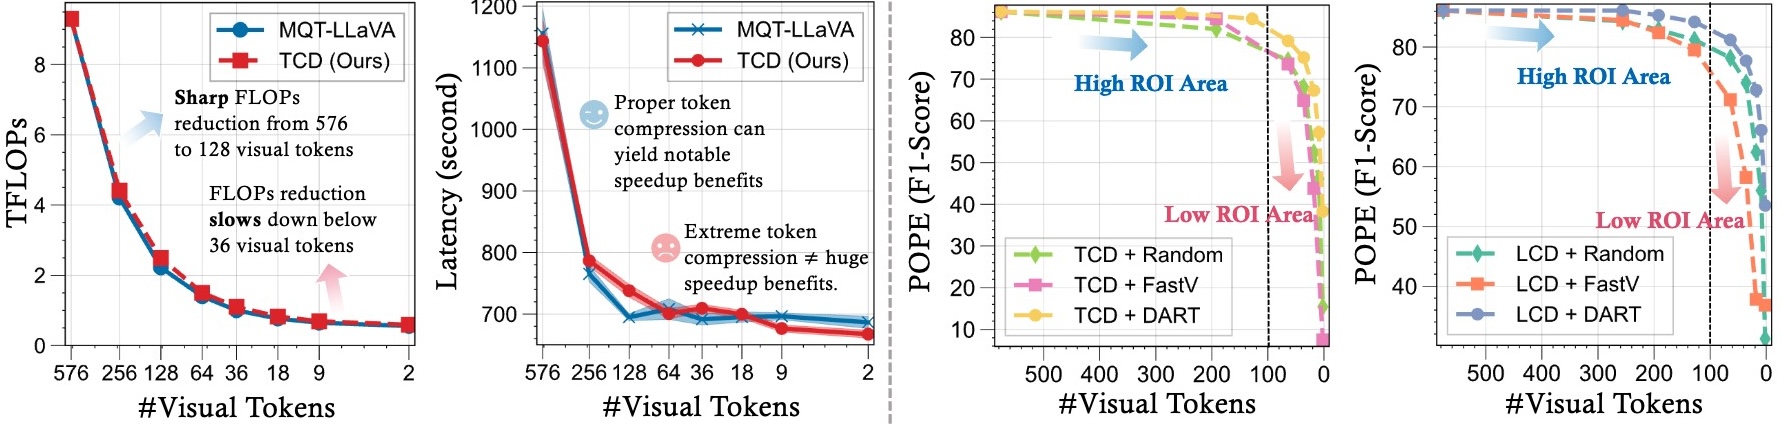 TFLOPs
8
6
4
2
0
MQT-LLaVA
TCD (Ours)
Sharp FLOPs
reduction from 576
to 128 visual tokens
FLOPs reduction
slows down below
36 visual tokens
576 256 128 64 36 18 9 2
#Visual Tokens
Latency (second)
1200
1100
1000
900
800
700
MQT-LLaVA
TCD (Ours)
Proper token
compression can
yield notable
speedup benefits
Extreme token
compression ≠ huge
speedup benefits.
576 256 128 64 36 18 9 2
#Visual Tokens
POPE (F1-Score)
80
70
60
50
40
30
20
10
High ROI Area
Low ROI Area
TCD + Random
TCD + FastV
TCD + DART
500 400 300 200 100 0
#Visual Tokens
POPE (F1-Score)
80
70
60
50
40
High ROI Area
Low ROI Area
LCD + Random
LCD + FastV
LCD + DART
500 400 300 200 100 0
#Visual Tokens